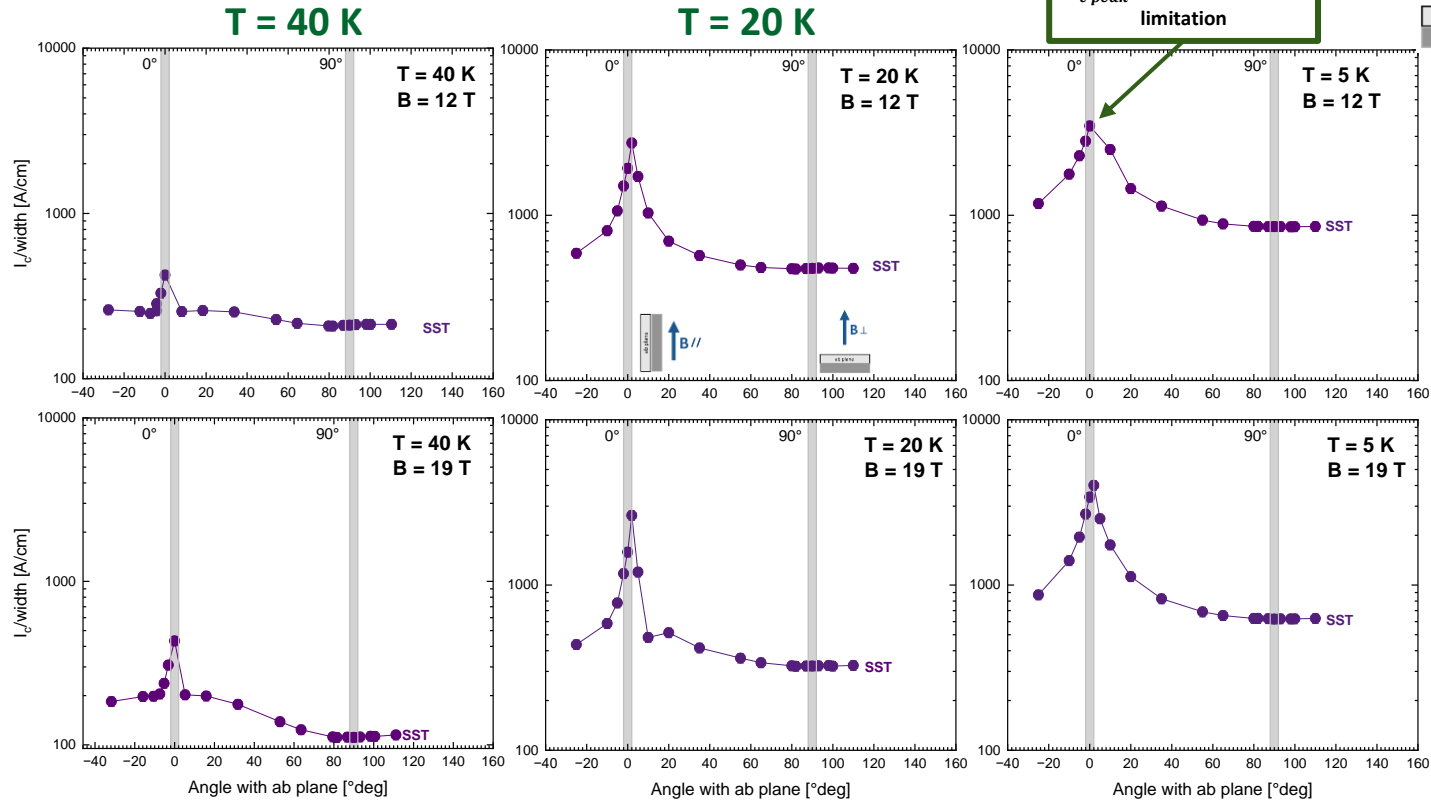 T = 40 K
T = 20 K
c peak
limitation
10000
1000
100
0°
90°
T = 40 K
B = 12 T
SST
I_c/width [A/cm]
−40 −20 0 20 40 60 80 100 120 140 160
10000
1000
100
0°
90°
T = 20 K
B = 12 T
SST
ab plane
B //
B ⊥
ab plane
−40 −20 0 20 40 60 80 100 120 140 160
10000
1000
100
0°
90°
T = 5 K
B = 12 T
SST
−40 −20 0 20 40 60 80 100 120 140 160
10000
1000
100
0°
90°
T = 40 K
B = 19 T
SST
I_c/width [A/cm]
−40 −20 0 20 40 60 80 100 120 140 160
Angle with ab plane [°deg]
10000
1000
100
0°
90°
T = 20 K
B = 19 T
SST
−40 −20 0 20 40 60 80 100 120 140 160
Angle with ab plane [°deg]
10000
1000
100
0°
90°
T = 5 K
B = 19 T
SST
−40 −20 0 20 40 60 80 100 120 140 160
Angle with ab plane [°deg]